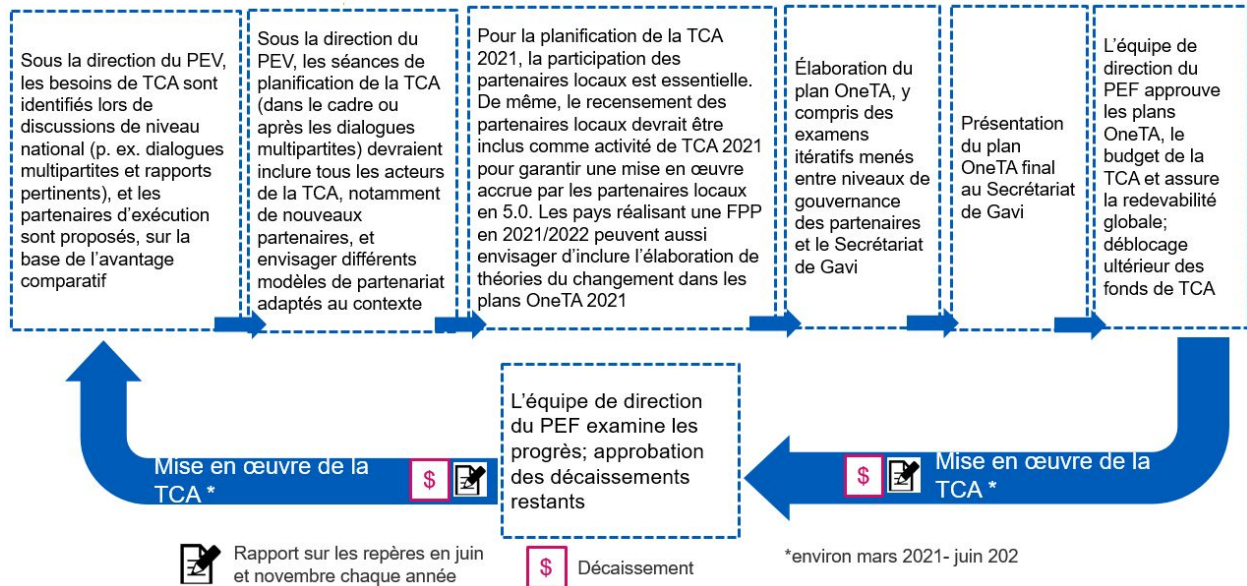 Sous la direction du PEV,
les besoins de TCA sont
identifiés lors de
discussions de niveau
national (p. ex. dialogues
multipartites et rapports
pertinents), et les
partenaires d'exécution
sont proposés, sur la
base de l'avantage
comparatif
Sous la direction du
PEV, les séances de
planification de la TCA
(dans le cadre ou
après les dialogues
multipartites) devraient
inclure tous les acteurs
de la TCA, notamment
de nouveaux
partenaires, et
envisager différents
modèles de partenariat
adaptés au contexte
Pour la planification de la TCA
2021, la participation des
partenaires locaux est essentielle.
De même, le recensement des
partenaires locaux devrait être
inclus comme activité de TCA 2021
pour garantir une mise en œuvre
accrue par les partenaires locaux
en 5.0. Les pays réalisant une FPP
en 2021/2022 peuvent aussi
envisager d'inclure l'élaboration de
théories du changement dans les
plans OneTA 2021
Élaboration du
plan OneTA, y
compris des
examens
itératifs menés
entre niveaux de
gouvernance
des partenaires
et le Secrétariat
de Gavi
Présentation
du plan
OneTA final
au Secrétariat
de Gavi
L'équipe de
direction du
PEF approuve
les plans
OneTA, le
budget de la
TCA et assure
la redevabilité
globale;
déblocage
ultérieur des
fonds de TCA
L'équipe de direction
du PEF examine les
progrès; approbation
des décaissements
restants
Mise en œuvre de la
TCA *
$
$
Mise en œuvre de la
TCA *
Rapport sur les repères en juin
et novembre chaque année
$
Décaissement
*environ mars 2021- juin 202